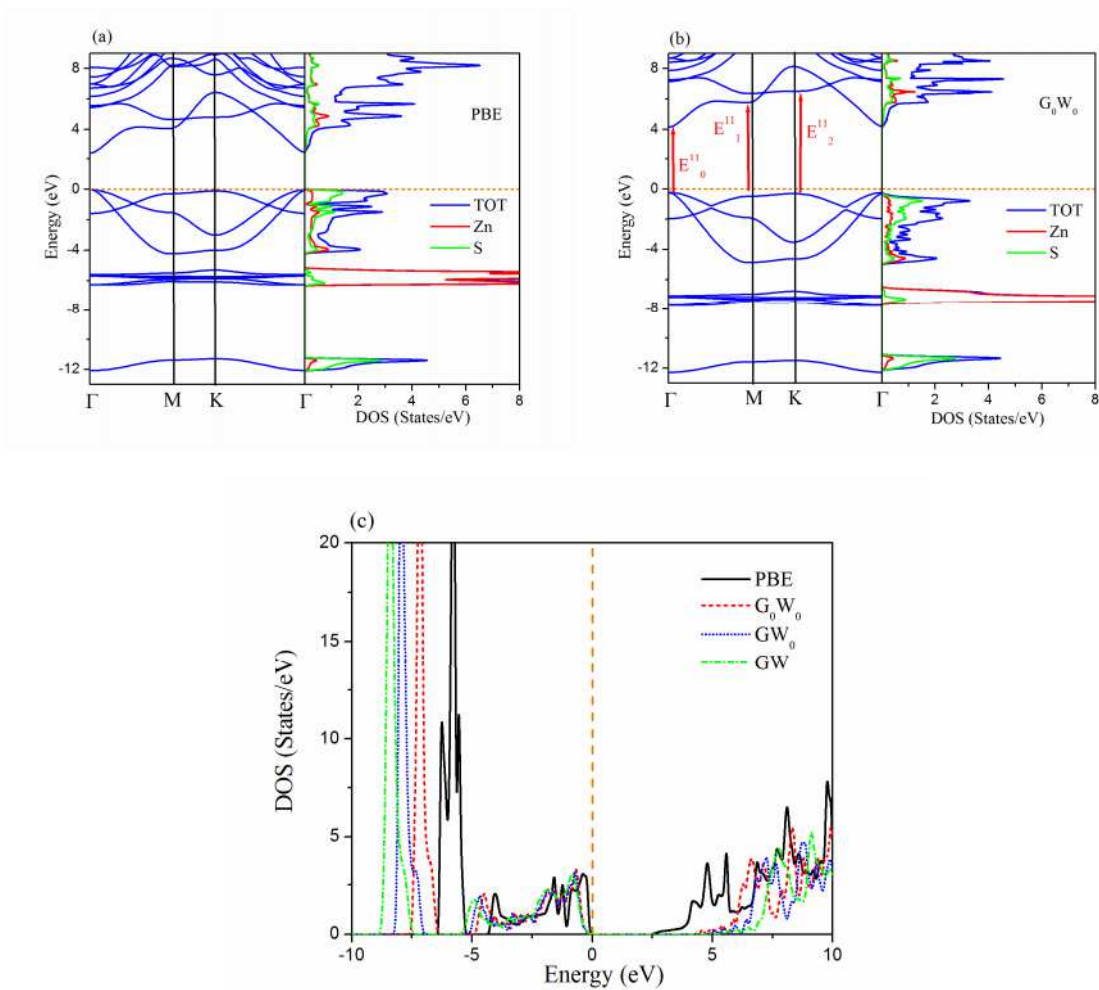 (a)
PBE
Energy (eV)
8
4
0
-4
-8
-12
TOT
Zn
S
Γ M K Γ
2 4 6 8
DOS (States/eV)
(b)
G₀W₀
Energy (eV)
8
4
0
-4
-8
-12
E¹¹₀
E¹¹₁
E¹¹₂
TOT
Zn
S
Γ M K Γ
2 4 6 8
DOS (States/eV)
(c)
DOS (States/eV)
20
15
10
5
0
PBE
G₀W₀
GW₀
GW
-10 -5 0 5 10
Energy (eV)